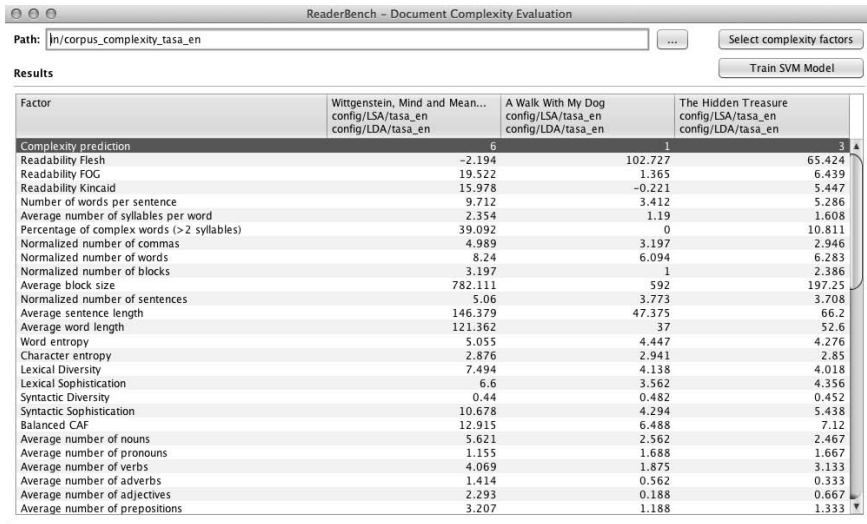 ReaderBench – Document Complexity Evaluation
Path: in/corpus_complexity_tasa_en ... Select complexity factors
Results Train SVM Model
Factor Wittgenstein, Mind and Mean... A Walk With My Dog The Hidden Treasure
config/LSA/tasa_en config/LSA/tasa_en config/LSA/tasa_en
config/LDA/tasa_en config/LDA/tasa_en config/LDA/tasa_en
Complexity prediction 6 1 3
Readability Flesh -2.194 102.727 65.424
Readability FOG 19.522 1.365 6.439
Readability Kincaid 15.978 -0.221 5.447
Number of words per sentence 9.712 3.412 5.286
Average number of syllables per word 2.354 1.19 1.608
Percentage of complex words (>2 syllables) 39.092 0 10.811
Normalized number of commas 4.989 3.197 2.946
Normalized number of words 8.24 6.094 6.283
Normalized number of blocks 3.197 1 2.386
Average block size 782.111 592 197.25
Normalized number of sentences 5.06 3.773 3.708
Average sentence length 146.379 47.375 66.2
Average word length 121.362 37 52.6
Word entropy 5.055 4.447 4.276
Character entropy 2.876 2.941 2.85
Lexical Diversity 7.494 4.138 4.018
Lexical Sophistication 6.6 3.562 4.356
Syntactic Diversity 0.44 0.482 0.452
Syntactic Sophistication 10.678 4.294 5.438
Balanced CAF 12.915 6.488 7.12
Average number of nouns 5.621 2.562 2.467
Average number of pronouns 1.155 1.688 1.667
Average number of verbs 4.069 1.875 3.133
Average number of adverbs 1.414 0.562 0.333
Average number of adjectives 2.293 0.188 0.667
Average number of prepositions 3.207 1.188 1.333